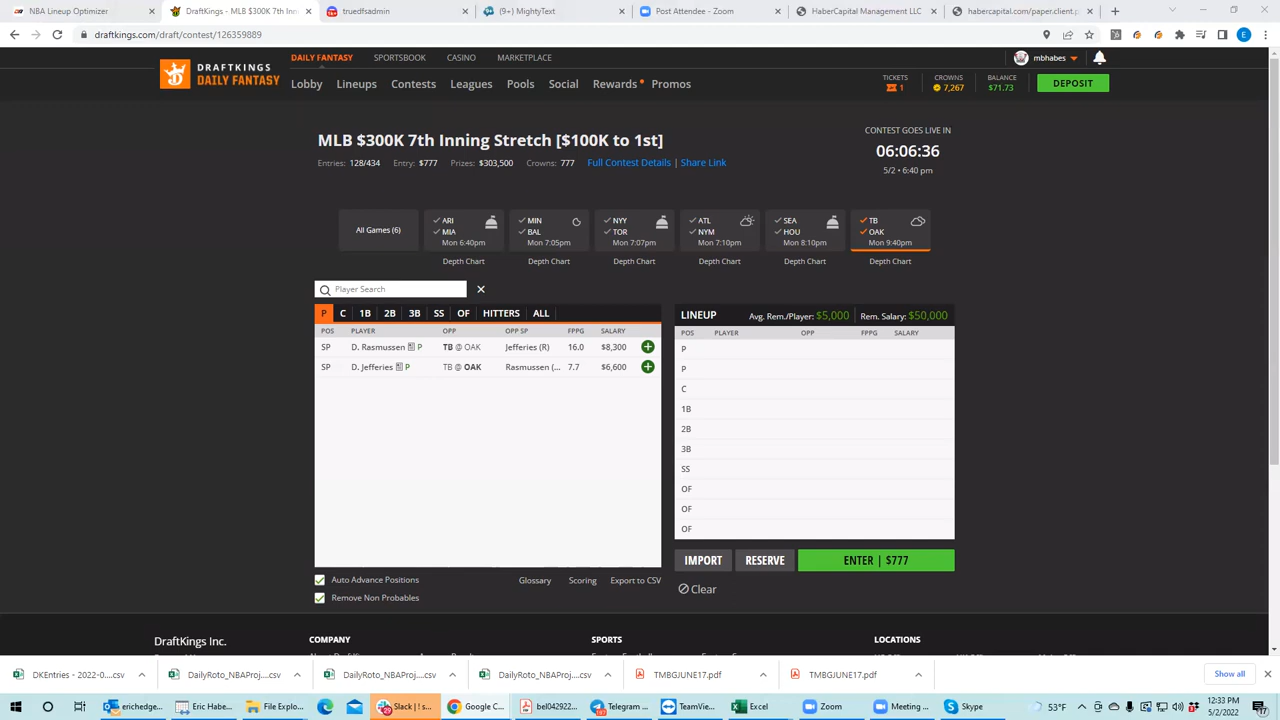 NBA Lineup Optimizer
DraftKings - MLB $300K 7th Inn
truedfsadmin
(9+) MightyText
Post Attendee - Zoom
HaberCapital Management LLC
habercapital.com/paper.client.p
draftkings.com/draft/contest/126359889
E
DAILY FANTASY
SPORTSBOOK
CASINO
MARKETPLACE
mbhabes
DRAFTKINGS
DAILY FANTASY
Lobby
Lineups
Contests
Leagues
Pools
Social
Rewards
Promos
TICKETS
1
CROWNS
7,267
BALANCE
$71.73
DEPOSIT
MLB $300K 7th Inning Stretch [$100K to 1st]
Entries: 128/434 Entry: $777 Prizes: $303,500 Crowns: 777 Full Contest Details | Share Link
CONTEST GOES LIVE IN
06:06:36
5/2 • 6:40 pm
All Games (6)
ARI
MIA
Mon 6:40pm
Depth Chart
MIN
BAL
Mon 7:05pm
Depth Chart
NYY
TOR
Mon 7:07pm
Depth Chart
ATL
NYM
Mon 7:10pm
Depth Chart
SEA
HOU
Mon 8:10pm
Depth Chart
TB
OAK
Mon 9:40pm
Depth Chart
Player Search
P C 1B 2B 3B SS OF HITTERS ALL
POS PLAYER OPP OPP SP FPPG SALARY
SP D. Rasmussen P TB @ OAK Jefferies (R) 16.0 $8,300
SP D. Jefferies P TB @ OAK Rasmussen (... 7.7 $6,600
LINEUP Avg. Rem./Player: $5,000 Rem. Salary: $50,000
POS PLAYER OPP FPPG SALARY
P
P
C
1B
2B
3B
SS
OF
OF
OF
IMPORT
RESERVE
ENTER | $777
Clear
Auto Advance Positions
Remove Non Probables
Glossary
Scoring
Export to CSV
DraftKings Inc.
COMPANY
SPORTS
LOCATIONS
DKEntries - 2022-0....csv
DailyRoto_NBAProj....csv
DailyRoto_NBAProj....csv
DailyRoto_NBAProj....csv
TMBGJUNE17.pdf
TMBGJUNE17.pdf
Show all
erichedge...
Eric Habe...
File Explo...
Slack | ! s...
Google C...
bel042922...
Telegram ...
TeamVie...
Excel
Zoom
Meeting ...
Skype
53°F
12:33 PM
5/2/2022
17